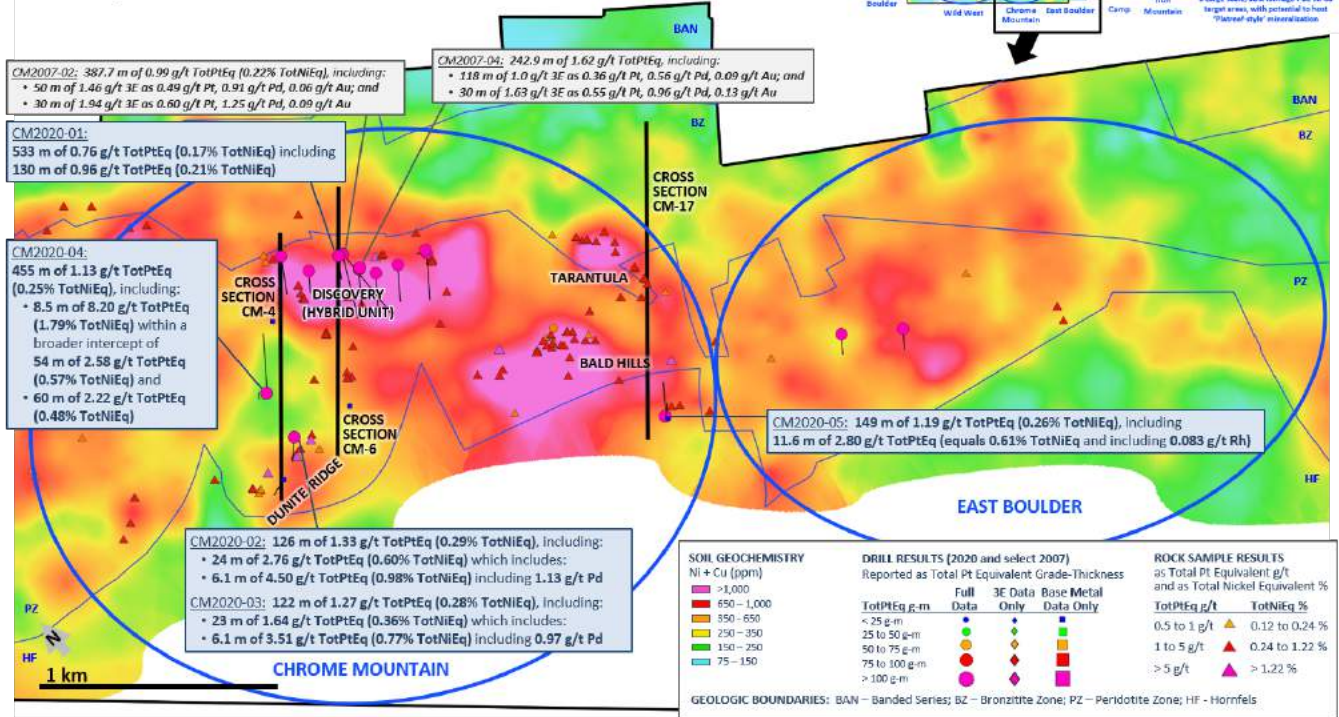 Boulder
Wild West
Chrome
Mountain
East Boulder
Camp
Mountain
target areas, with potential to host
'Platreef-style' mineralization
BAN
CM2007-02: 387.7 m of 0.99 g/t TotPtEq (0.22% TotNiEq), including:
• 50 m of 1.46 g/t 3E as 0.49 g/t Pt, 0.91 g/t Pd, 0.06 g/t Au; and
• 30 m of 1.94 g/t 3E as 0.60 g/t Pt, 1.25 g/t Pd, 0.09 g/t Au
CM2007-04: 242.9 m of 1.62 g/t TotPtEq, including:
• 118 m of 1.0 g/t 3E as 0.36 g/t Pt, 0.56 g/t Pd, 0.09 g/t Au; and
• 30 m of 1.63 g/t 3E as 0.55 g/t Pt, 0.96 g/t Pd, 0.13 g/t Au
BAN
BZ
BZ
CM2020-01:
533 m of 0.76 g/t TotPtEq (0.17% TotNiEq) including
130 m of 0.96 g/t TotPtEq (0.21% TotNiEq)
CROSS
SECTION
CM-17
CM2020-04:
455 m of 1.13 g/t TotPtEq
(0.25% TotNiEq), including:
• 8.5 m of 8.20 g/t TotPtEq
(1.79% TotNiEq) within a
broader intercept of
54 m of 2.58 g/t TotPtEq
(0.57% TotNiEq) and
• 60 m of 2.22 g/t TotPtEq
(0.48% TotNiEq)
CROSS
SECTION
CM-4
DISCOVERY
(HYBRID UNIT)
TARANTULA
PZ
BALD HILLS
CROSS
SECTION
CM-6
DUNITE RIDGE
CM2020-05: 149 m of 1.19 g/t TotPtEq (0.26% TotNiEq), Including
11.6 m of 2.80 g/t TotPtEq (equals 0.61% TotNiEq and including 0.083 g/t Rh)
HF
EAST BOULDER
CM2020-02: 126 m of 1.33 g/t TotPtEq (0.29% TotNiEq), including:
• 24 m of 2.76 g/t TotPtEq (0.60% TotNiEq) which includes:
• 6.1 m of 4.50 g/t TotPtEq (0.98% TotNiEq) including 1.13 g/t Pd
CM2020-03: 122 m of 1.27 g/t TotPtEq (0.28% TotNiEq), including:
• 23 m of 1.64 g/t TotPtEq (0.36% TotNiEq) which includes:
• 6.1 m of 3.51 g/t TotPtEq (0.77% TotNiEq) including 0.97 g/t Pd
PZ
N
HF
1 km
CHROME MOUNTAIN
SOIL GEOCHEMISTRY
Ni + Cu (ppm)
>1,000
650 – 1,000
350 - 650
250 – 350
150 – 250
75 – 150
DRILL RESULTS (2020 and select 2007)
Reported as Total Pt Equivalent Grade-Thickness
Full Data
3E Data Only
Base Metal Data Only
TotPtEq g-m
< 25 g-m
25 to 50 g-m
50 to 75 g-m
75 to 100 g-m
> 100 g-m
ROCK SAMPLE RESULTS
as Total Pt Equivalent g/t
and as Total Nickel Equivalent %
TotPtEq g/t TotNiEq %
0.5 to 1 g/t 0.12 to 0.24 %
1 to 5 g/t 0.24 to 1.22 %
> 5 g/t > 1.22 %
GEOLOGIC BOUNDARIES: BAN – Banded Series; BZ – Bronzitite Zone; PZ – Peridotite Zone; HF - Hornfels